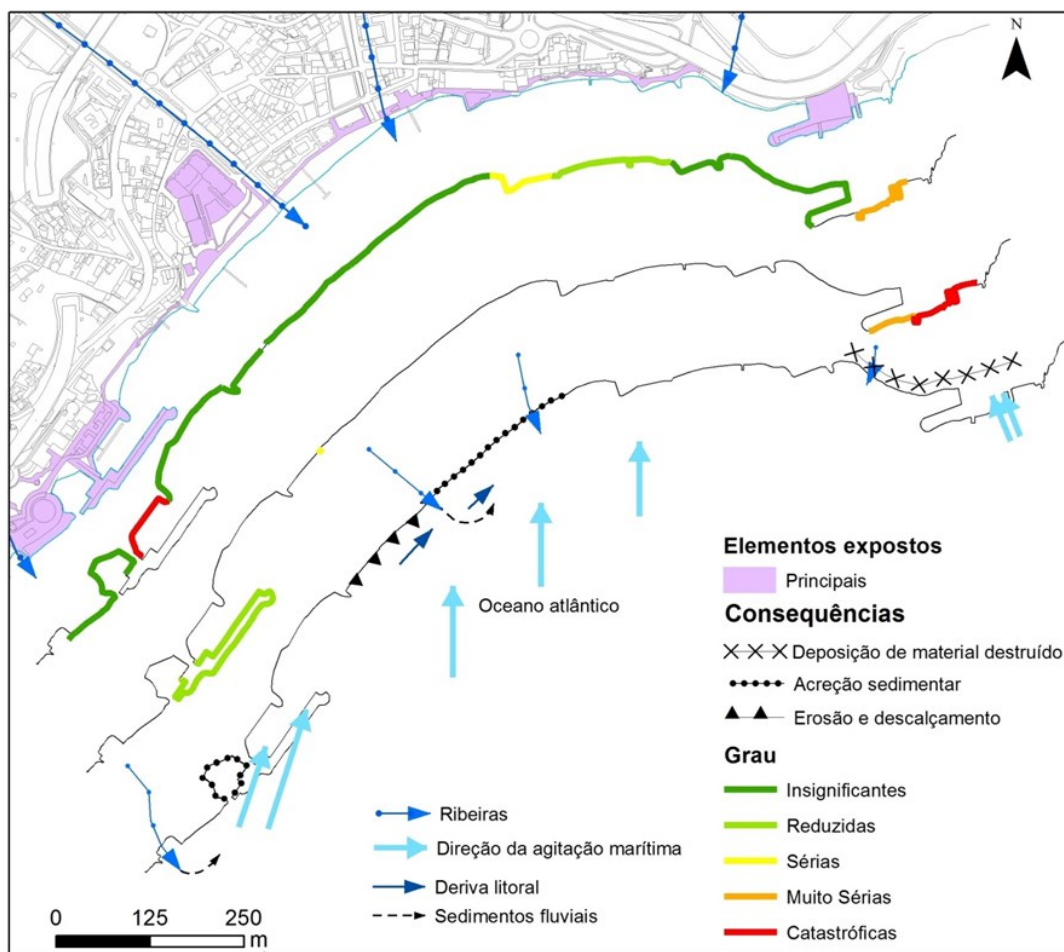 N
Oceano atlântico
Elementos expostos
Principais
Consequências
Deposição de material destruído
Acreção sedimentar
Erosão e descalçamento
Grau
Insignificantes
Reduzidas
Sérias
Muito Sérias
Catastróficas
Ribeiras
Direção da agitação marítima
Deriva litoral
Sedimentos fluviais
0 125 250
m